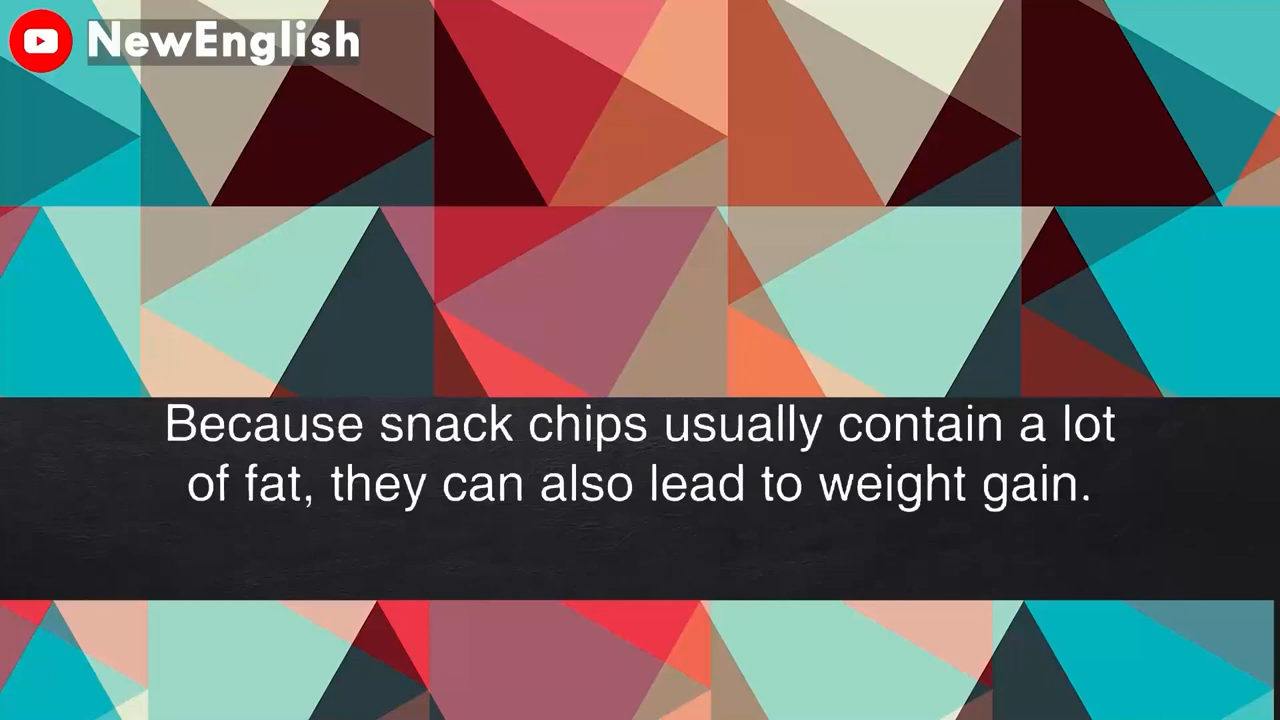 NewEnglish
Because snack chips usually contain a lot
of fat, they can also lead to weight gain.